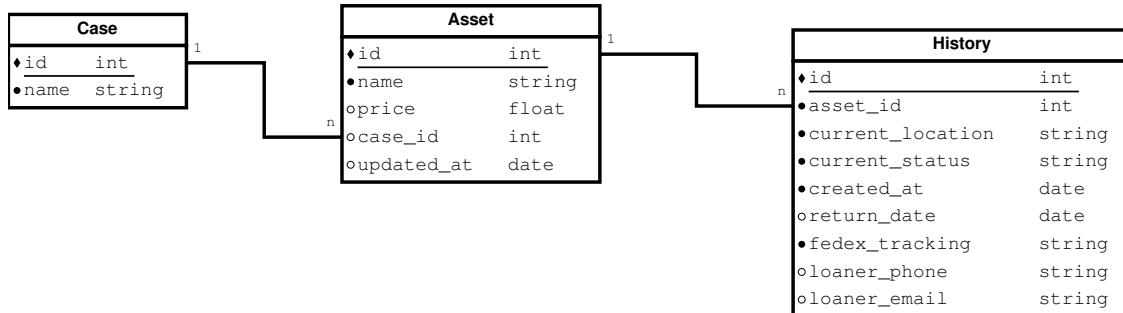 Case
id int
name string
1
n
Asset
id int
name string
price float
case_id int
updated_at date
1
n
History
id int
asset_id int
current_location string
current_status string
created_at date
return_date date
fedex_tracking string
loaner_phone string
loaner_email string